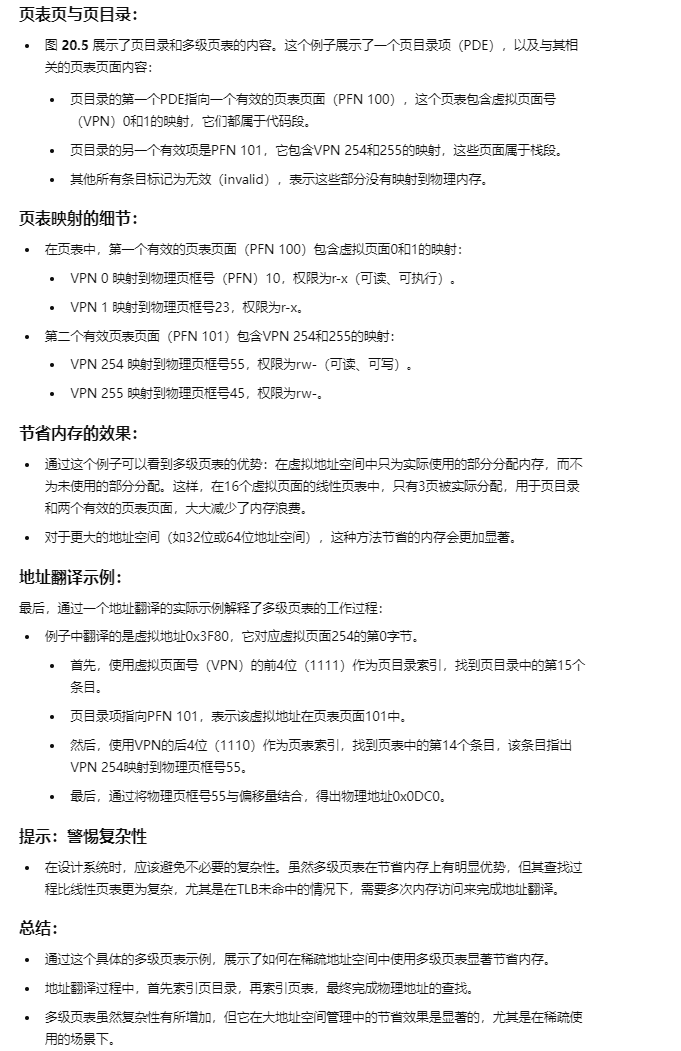 页表页与页目录：
• 图 20.5 展示了页目录和多级页表的内容。这个例子展示了一个页目录项（PDE），以及与其相
关的页表页面内容：
• 页目录的第一个PDE指向一个有效的页表页面（PFN 100），这个页表包含虚拟页面号
（VPN）0和1的映射，它们都属于代码段。
• 页目录的另一个有效项是PFN 101，它包含VPN 254和255的映射，这些页面属于栈段。
• 其他所有条目标记为无效（invalid），表示这些部分没有映射到物理内存。
页表映射的细节：
• 在页表中，第一个有效的页表页面（PFN 100）包含虚拟页面0和1的映射：
• VPN 0 映射到物理页框号（PFN）10，权限为r-x（可读、可执行）。
• VPN 1 映射到物理页框号23，权限为r-x。
• 第二个有效页表页面（PFN 101）包含VPN 254和255的映射：
• VPN 254 映射到物理页框号55，权限为rw-（可读、可写）。
• VPN 255 映射到物理页框号45，权限为rw-。
节省内存的效果：
• 通过这个例子可以看到多级页表的优势：在虚拟地址空间中只为实际使用的部分分配内存，而不
为未使用的部分分配。这样，在16个虚拟页面的线性页表中，只有3页被实际分配，用于页目录
和两个有效的页表页面，大大减少了内存浪费。
• 对于更大的地址空间（如32位或64位地址空间），这种方法节省的内存会更加显著。
地址翻译示例：
最后，通过一个地址翻译的实际示例解释了多级页表的工作过程：
• 例子中翻译的是虚拟地址0x3F80，它对应虚拟页面254的第0字节。
• 首先，使用虚拟页面号（VPN）的前4位（1111）作为页目录索引，找到页目录中的第15个
条目。
• 页目录项指向PFN 101，表示该虚拟地址在页表页面101中。
• 然后，使用VPN的后4位（1110）作为页表索引，找到页表中的第14个条目，该条目指出
VPN 254映射到物理页框号55。
• 最后，通过将物理页框号55与偏移量结合，得出物理地址0x0DC0。
提示：警惕复杂性
• 在设计系统时，应该避免不必要的复杂性。虽然多级页表在节省内存上有明显优势，但其查找过
程比线性页表更为复杂，尤其是在TLB未命中的情况下，需要多次内存访问来完成地址翻译。
总结：
• 通过这个具体的多级页表示例，展示了如何在稀疏地址空间中使用多级页表显著节省内存。
• 地址翻译过程中，首先索引页目录，再索引页表，最终完成物理地址的查找。
• 多级页表虽然复杂性有所增加，但它在大地址空间管理中的节省效果是显著的，尤其是在稀疏使
用的场景下。